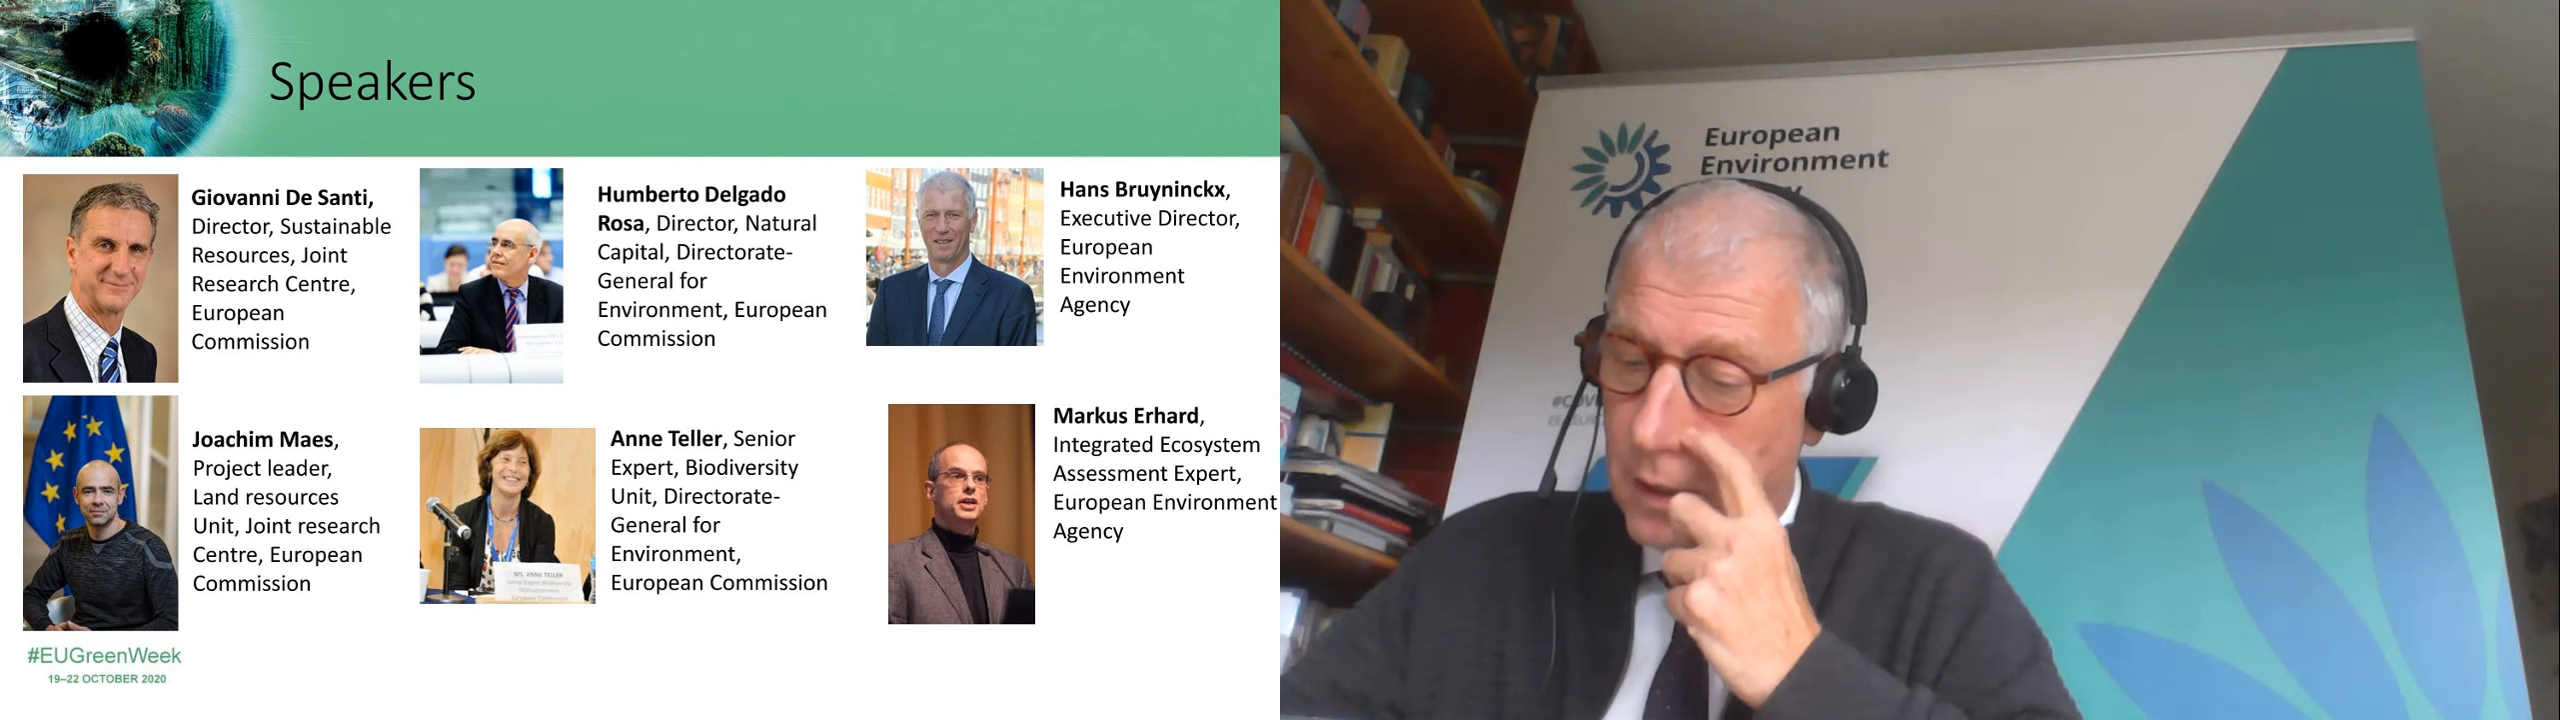 Speakers
Giovanni De Santi,
Director, Sustainable
Resources, Joint
Research Centre,
European
Commission
Humberto Delgado
Rosa, Director, Natural
Capital, Directorate-
General for
Environment, European
Commission
Hans Bruyninckx,
Executive Director,
European
Environment
Agency
Joachim Maes,
Project leader,
Land resources
Unit, Joint research
Centre, European
Commission
Anne Teller, Senior
Expert, Biodiversity
Unit, Directorate-
General for
Environment,
European Commission
MS. ANNE TELLER
Markus Erhard,
Integrated Ecosystem
Assessment Expert,
European Environment
Agency
#EUGreenWeek
19–22 OCTOBER 2020
European
Environment